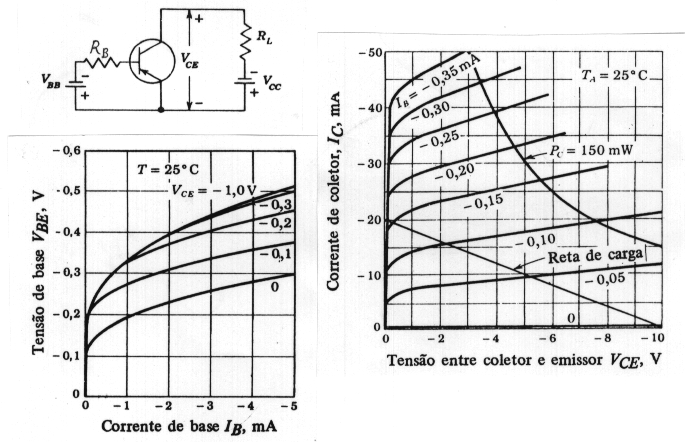 +
R_B
R_L
V_CE
V_BB
-
+
-
+
V_CC
-
-0,6
-0,5
-0,4
-0,3
-0,2
-0,1
0
Tensão de base V_BE, V
T = 25°C
V_CE = -1,0 V
-0,3
-0,2
-0,1
0
0 -1 -2 -3 -4 -5
Corrente de base I_B, mA
-50
-40
-30
-20
-10
0
Corrente de coletor, I_C, mA
I_B = -0,35 mA
-0,30
-0,25
-0,20
-0,15
-0,10
-0,05
0
T_A = 25°C
P_C = 150 mW
Reta de carga
0 -2 -4 -6 -8 -10
Tensão entre coletor e emissor V_CE, V